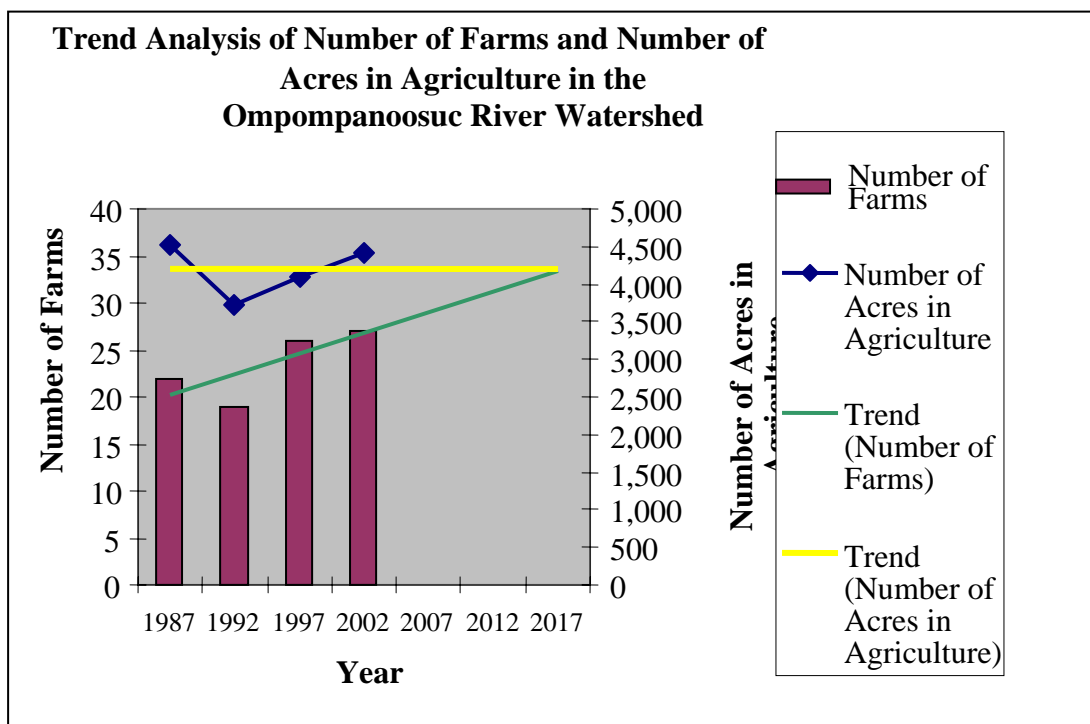 Trend Analysis of Number of Farms and Number of
Acres in Agriculture in the
Ompompanoosuc River Watershed
Number of Farms
40
35
30
25
20
15
10
5
0
5,000
4,500
4,000
3,500
3,000
2,500
2,000
1,500
1,000
500
0
Number of Acres in
Agriculture
1987 1992 1997 2002 2007 2012 2017
Year
Number of
Farms
Number of
Acres in
Agriculture
Trend
(Number of
Farms)
Trend
(Number of
Acres in
Agriculture)